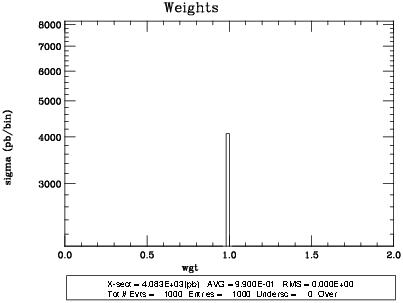 Weights
8000
7000
6000
5000
4000
3000
sigma (pb/bin)
0.0 0.5 1.0 1.5 2.0
wgt
X-sect = 4.083E+03(pb) AVG = 9.900E-01 RMS = 0.000E+00
Tot # Evts = 1000 Entries = 1000 Undersc = 0 Over